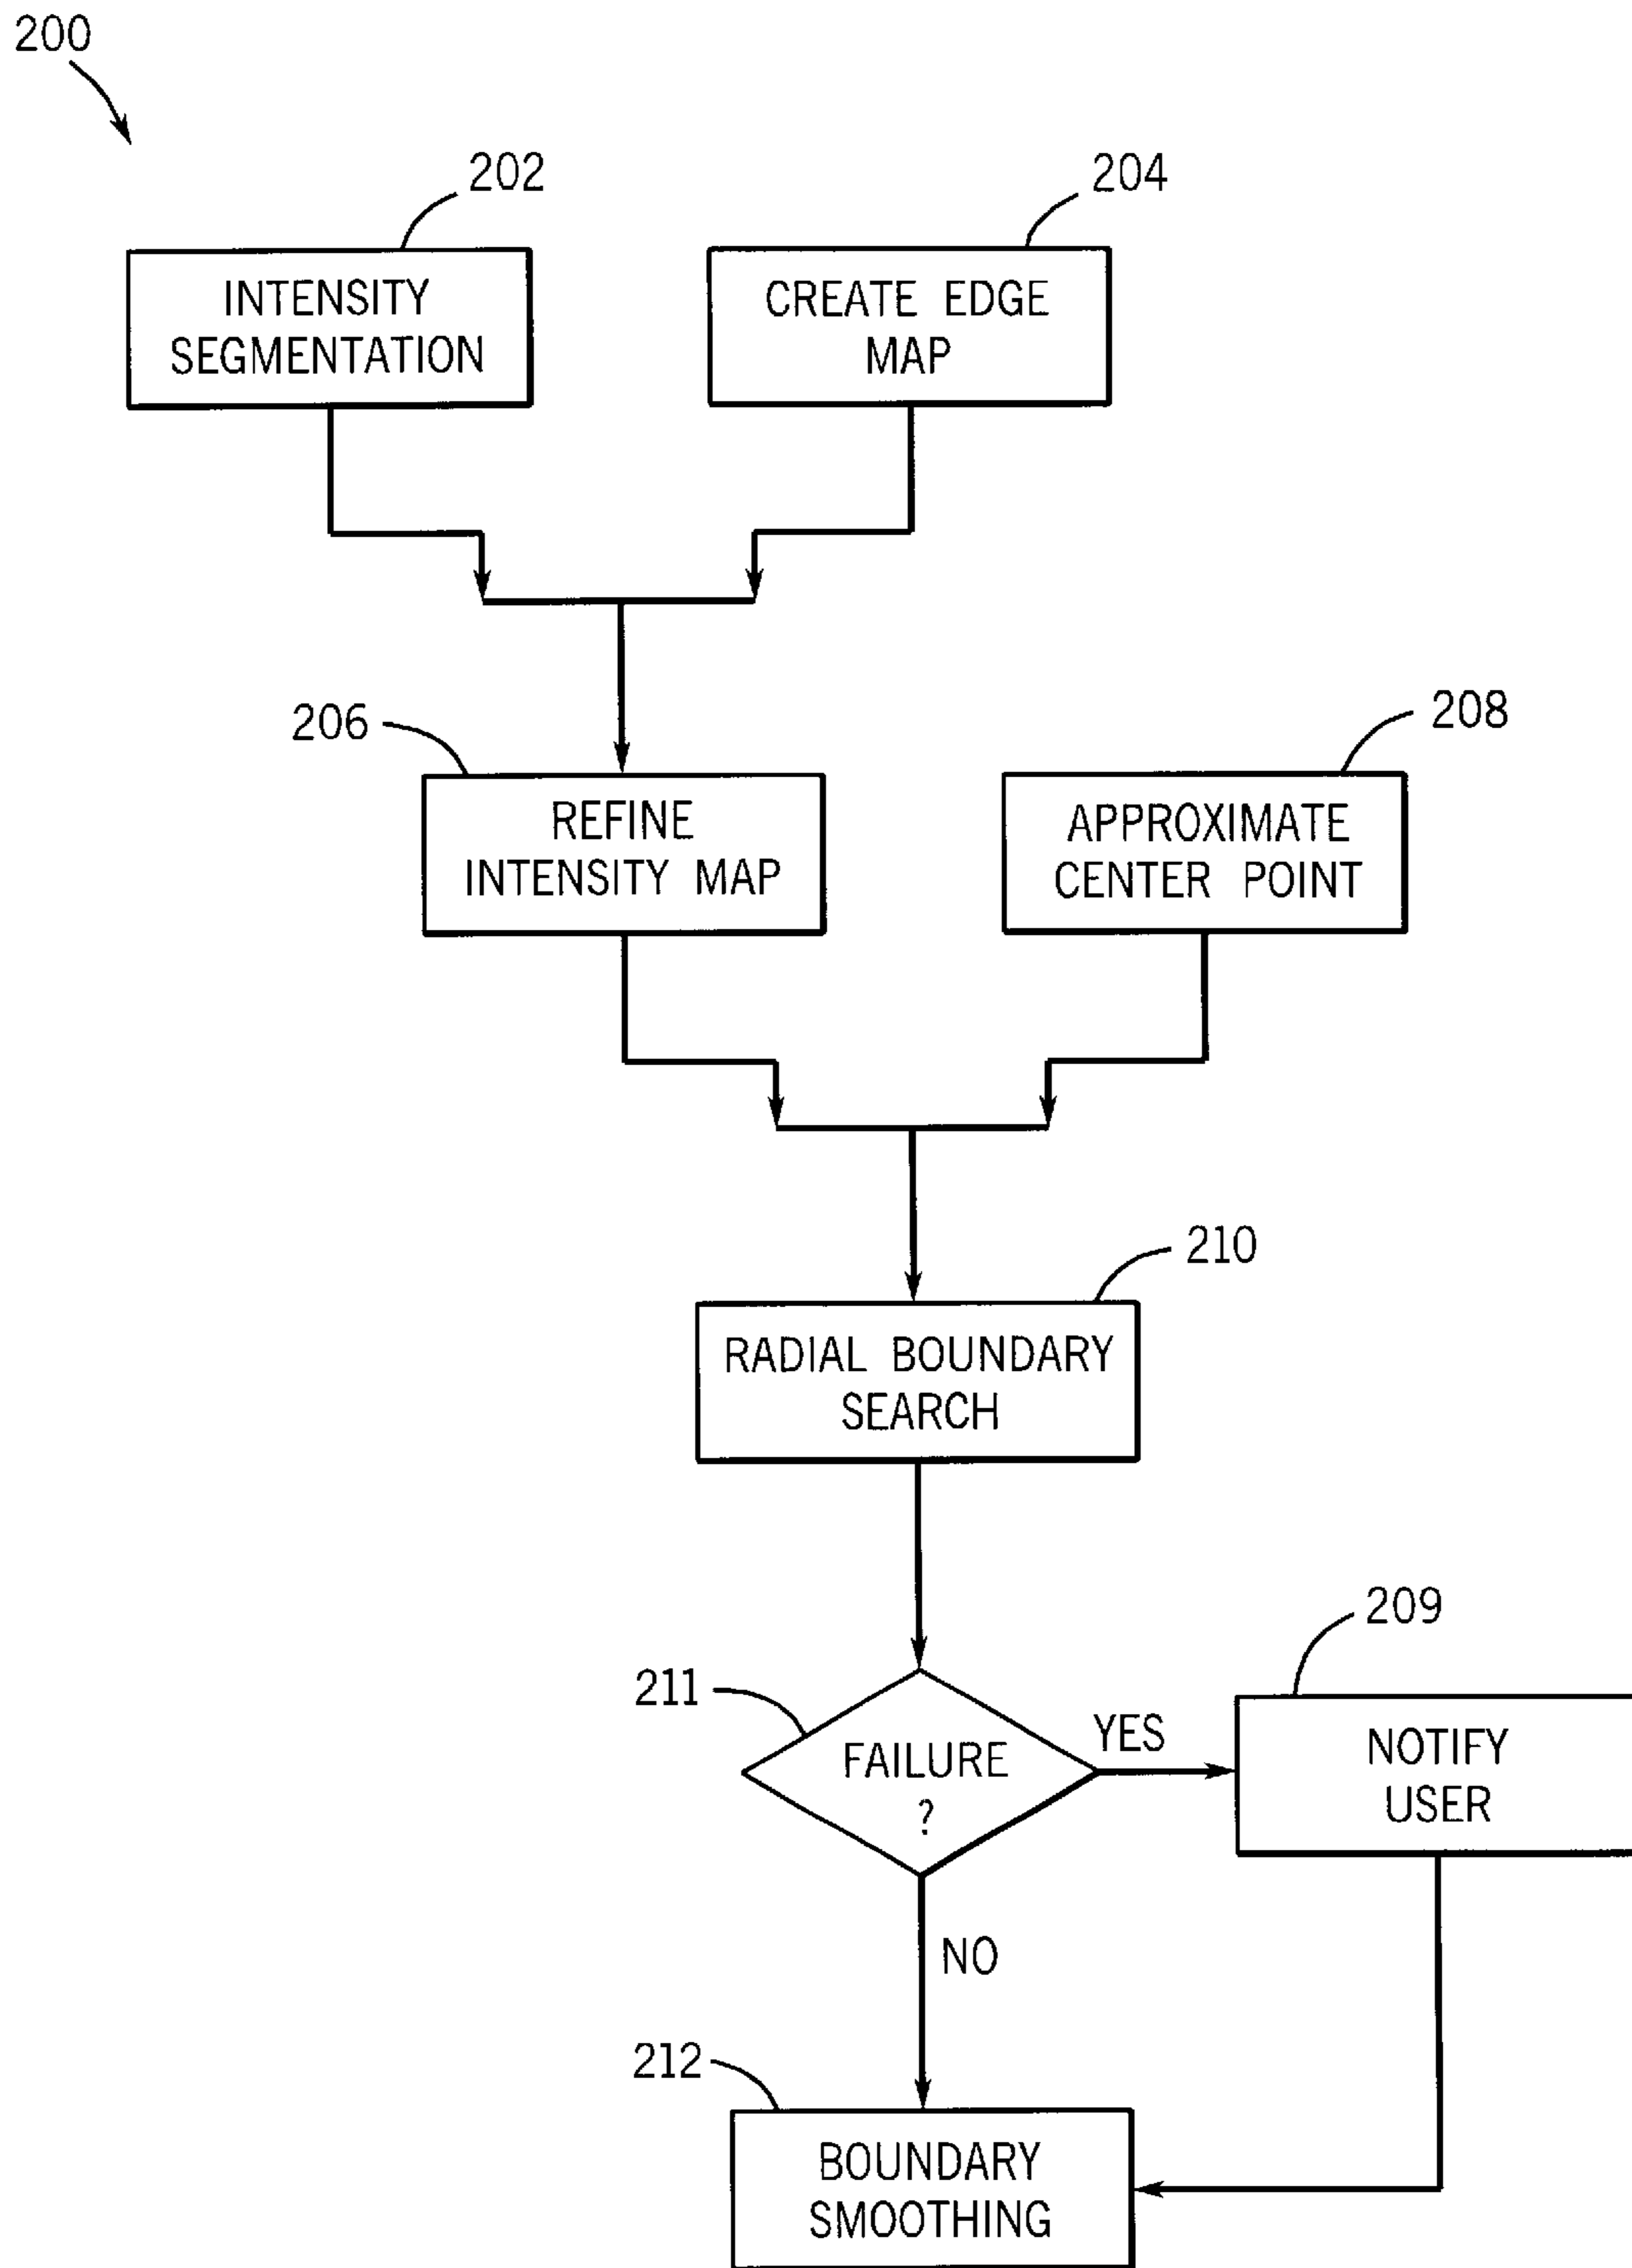 200
202
204
INTENSITY
SEGMENTATION
CREATE EDGE
MAP
206
208
REFINE
INTENSITY MAP
APPROXIMATE
CENTER POINT
210
RADIAL BOUNDARY
SEARCH
209
211
YES
FAILURE
?
NOTIFY
USER
NO
212
BOUNDARY
SMOOTHING